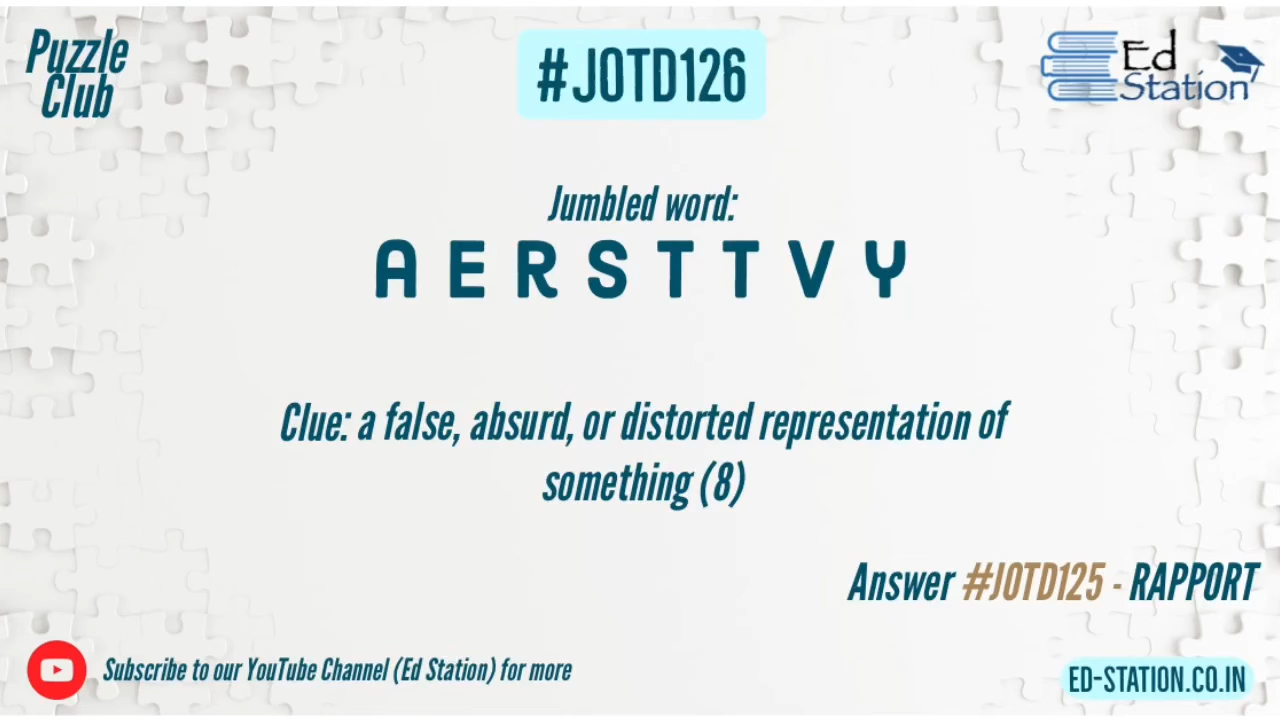 Puzzle
Club
#JOTD126
Ed
Station
Jumbled word:
A E R S T T V Y
Clue: a false, absurd, or distorted representation of
something (8)
Answer #JOTD125 - RAPPORT
Subscribe to our YouTube Channel (Ed Station) for more
ED-STATION.CO.IN